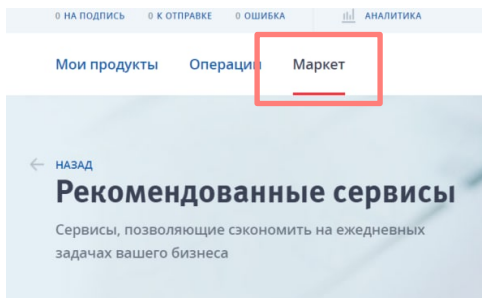 0 НА ПОДПИСЬ 0 К ОТПРАВКЕ 0 ОШИБКА АНАЛИТИКА
Мои продукты Операции Маркет
НАЗАД
Рекомендованные сервисы
Сервисы, позволяющие сэкономить на ежедневных
задачах вашего бизнеса